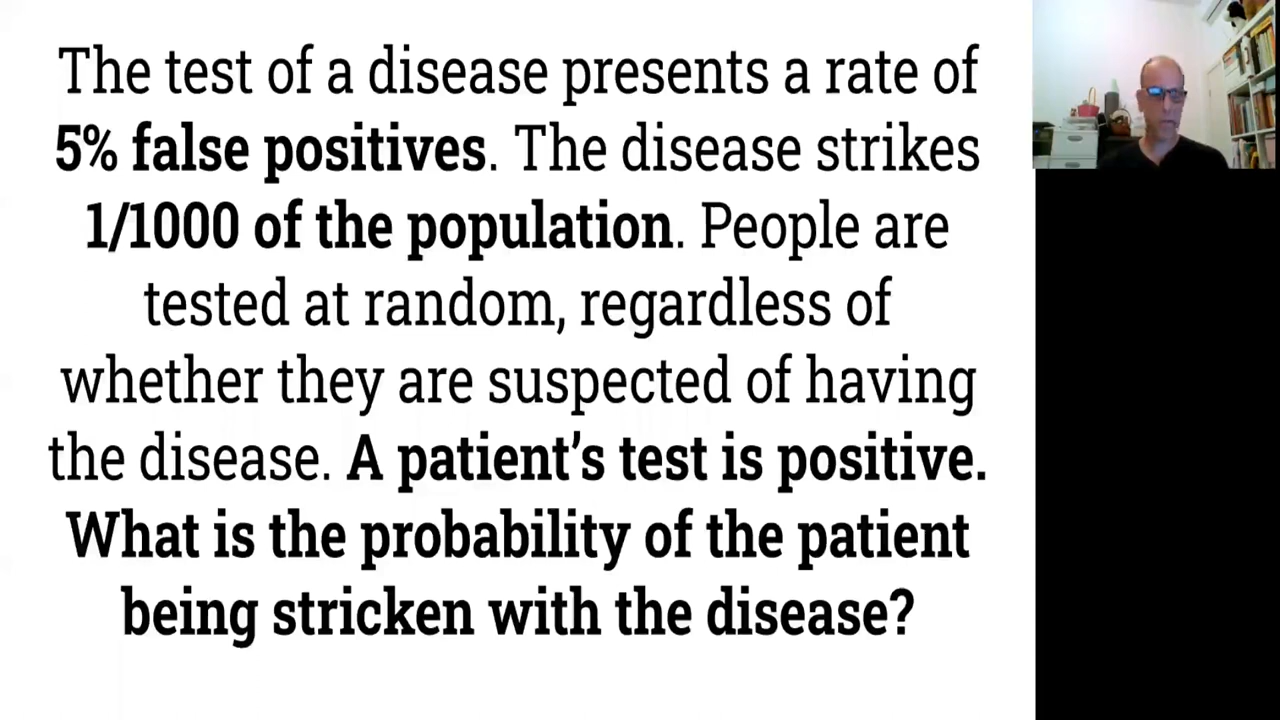 The test of a disease presents a rate of
5% false positives. The disease strikes
1/1000 of the population. People are
tested at random, regardless of
whether they are suspected of having
the disease. A patient’s test is positive.
What is the probability of the patient
being stricken with the disease?